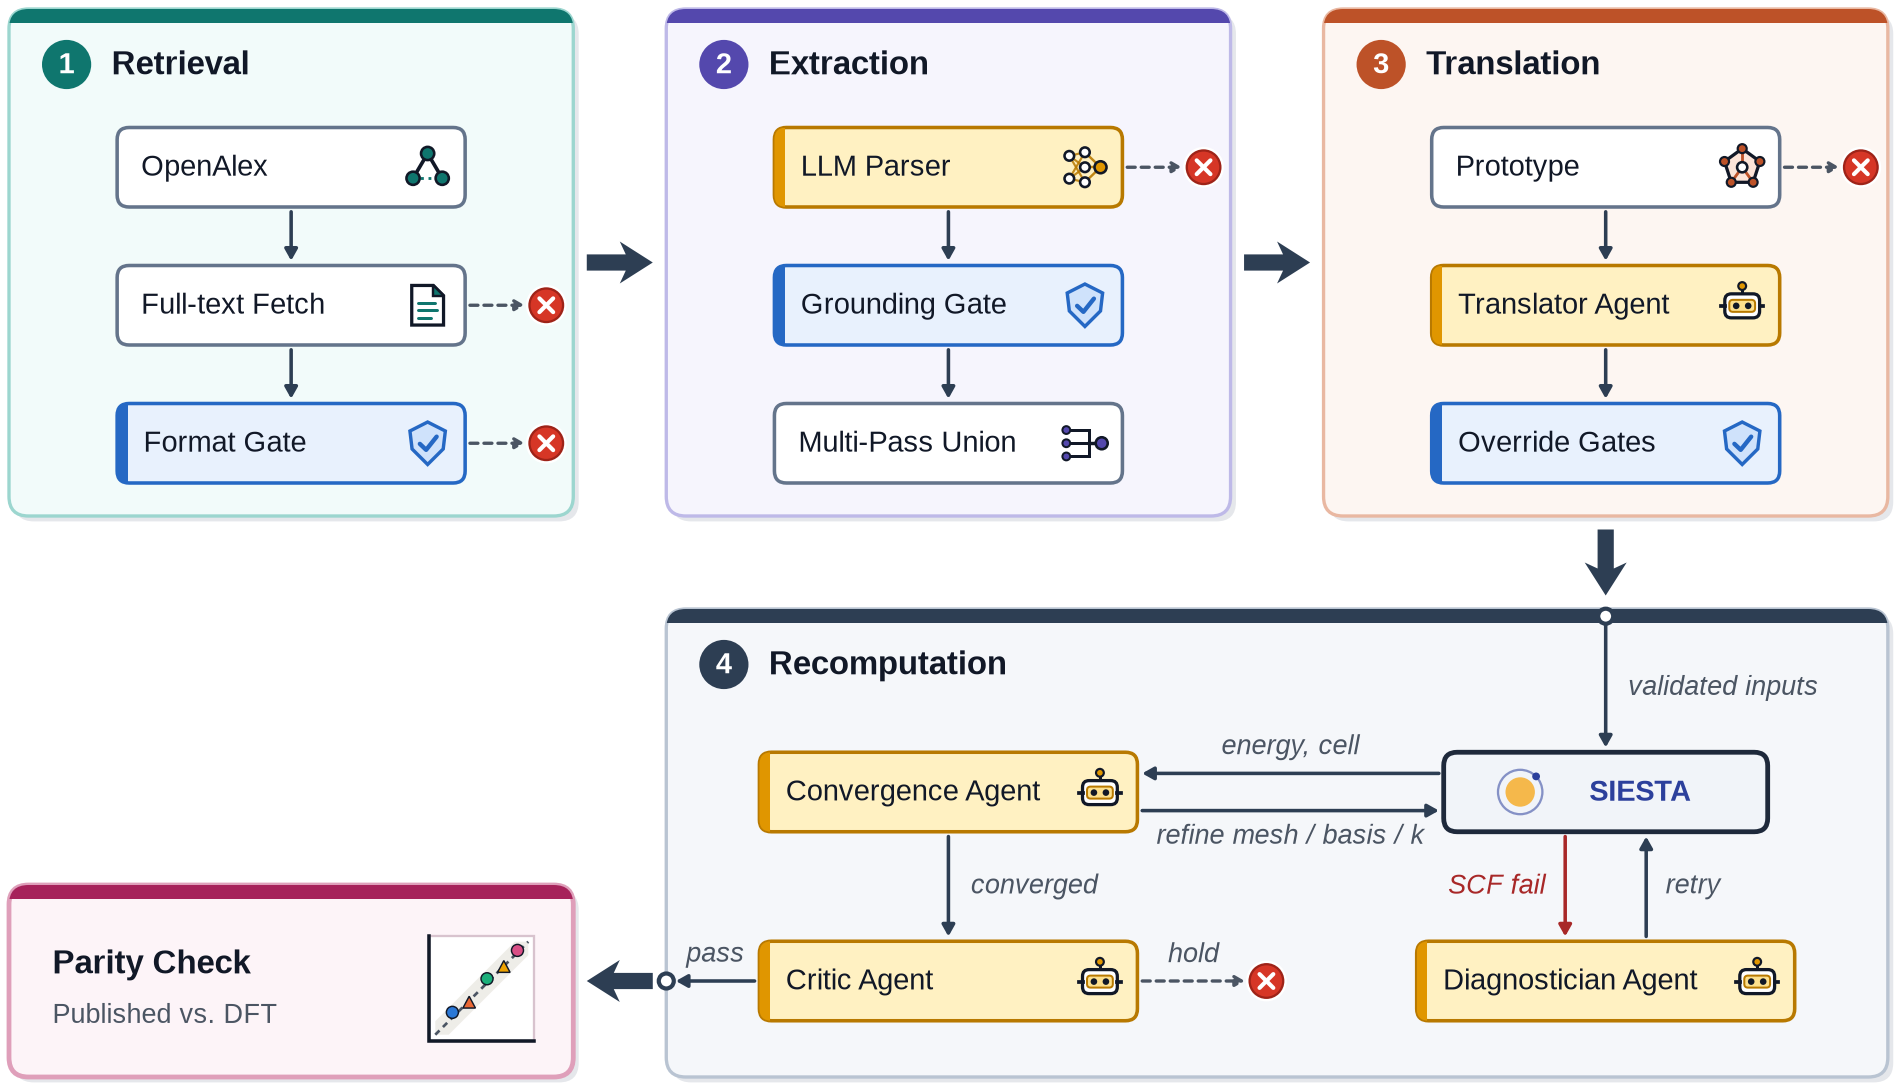 1 Retrieval
OpenAlex
Full-text Fetch
Format Gate
2 Extraction
LLM Parser
Grounding Gate
Multi-Pass Union
3 Translation
Prototype
Translator Agent
Override Gates
4 Recomputation
validated inputs
energy, cell
Convergence Agent
SIESTA
refine mesh / basis / k
converged
SCF fail
retry
pass
Critic Agent
hold
Diagnostician Agent
Parity Check
Published vs. DFT